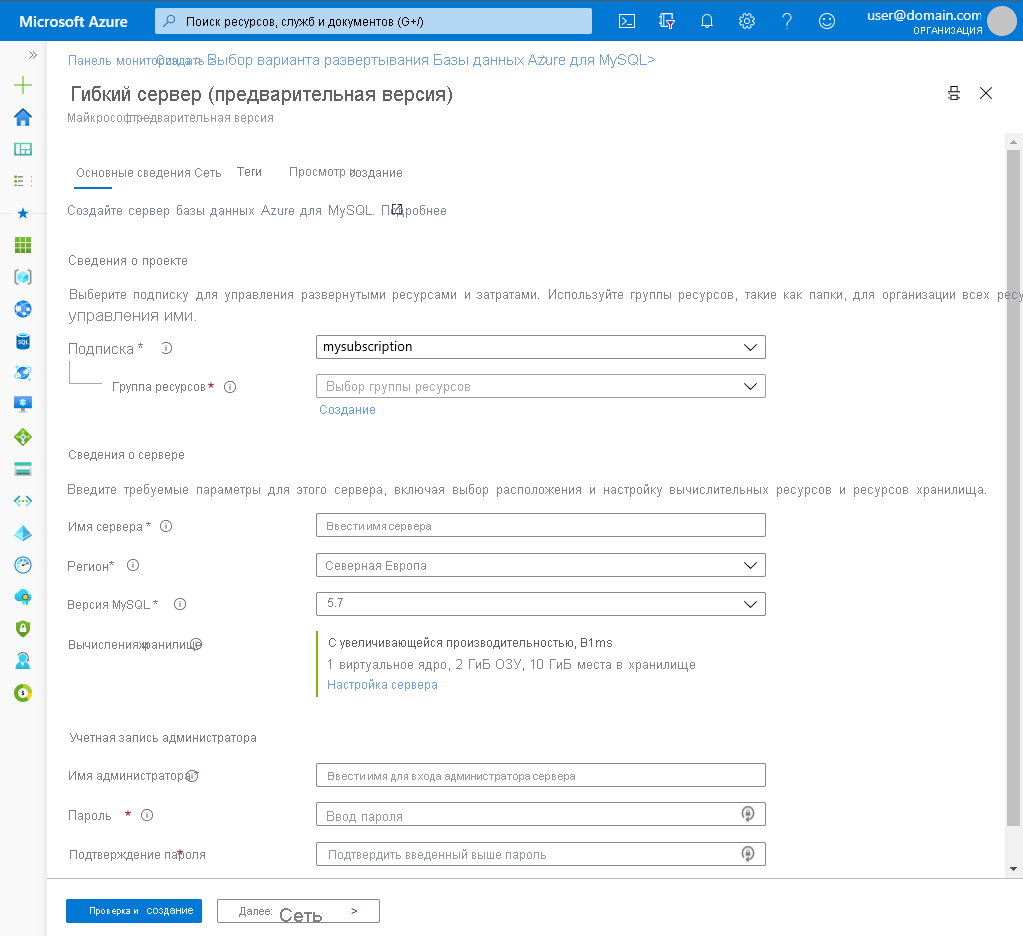 Microsoft Azure
Поиск ресурсов, служб и документов (G+/)
user@domain.com
ОРГАНИЗАЦИЯ
Панель мониторинга> Создать > Выбор варианта развертывания Базы данных Azure для MySQL>
Гибкий сервер (предварительная версия)
Майкрософт—предварительная версия
Основные сведения Сеть Теги Просмотр и создание
Создайте сервер базы данных Azure для MySQL. Подробнее
Сведения о проекте
Выберите подписку для управления развернутыми ресурсами и затратами. Используйте группы ресурсов, такие как папки, для организации всех ресу
управления ими.
Подписка *
mysubscription
Группа ресурсов*
Выбор группы ресурсов
Создание
Сведения о сервере
Введите требуемые параметры для этого сервера, включая выбор расположения и настройку вычислительных ресурсов и ресурсов хранилища.
Имя сервера *
Ввести имя сервера
Регион*
Северная Европа
Версия MySQL *
5.7
Вычисления и хранилище
С увеличивающейся производительностью, B1ms
1 виртуальное ядро, 2 ГиБ ОЗУ, 10 ГиБ места в хранилище
Настройка сервера
Учетная запись администратора
Имя администратора*
Ввести имя для входа администратора сервера
Пароль *
Ввод пароля
Подтверждение пароля*
Подтвердить введенный выше пароль
Проверка и создание
Далее: Сеть >